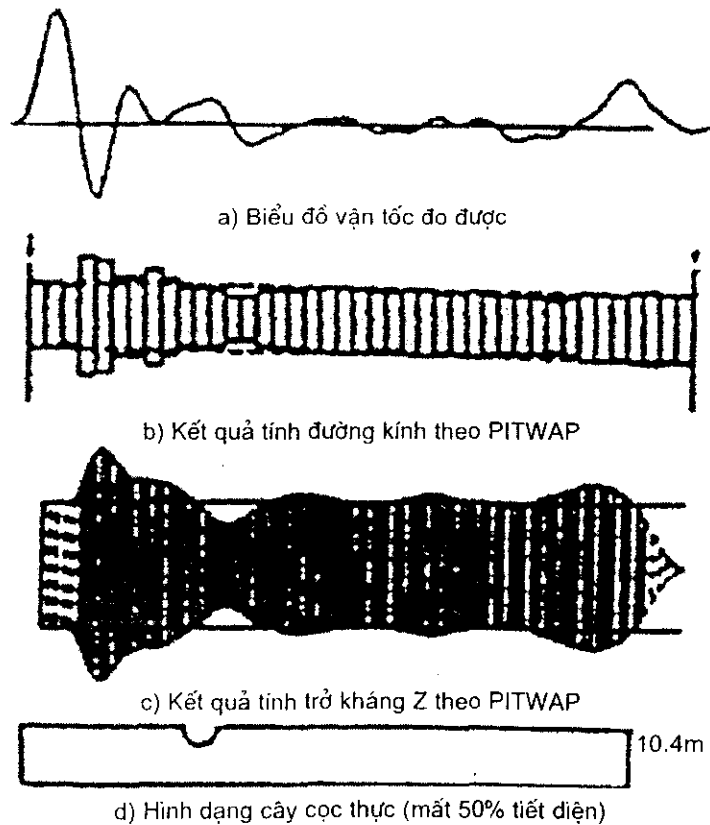 a) Biểu đồ vận tốc đo được
b) Kết quả tính đường kính theo PITWAP
c) Kết quả tính trở kháng Z theo PITWAP
10.4m
d) Hình dạng cây cọc thực (mất 50% tiết diện)